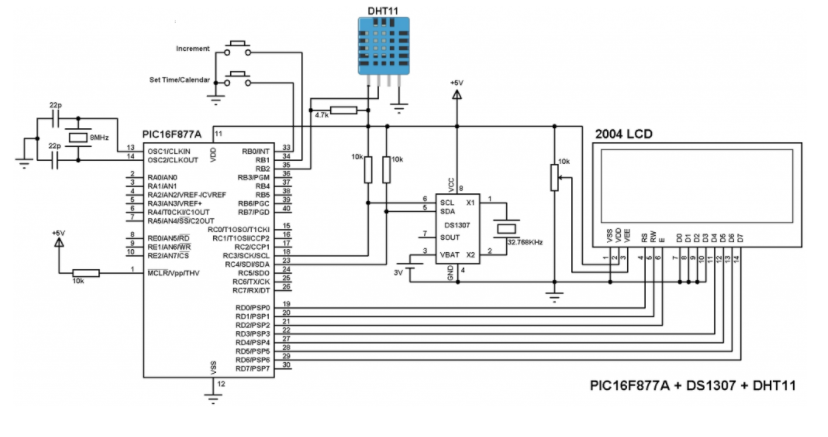 DHT11
Increment
Set Time/Calendar
+5V
4.7k
22p
8MHz
22p
PIC16F877A
11
VDD
13 OSC1/CLKIN
14 OSC2/CLKOUT
2 RA0/AN0
3 RA1/AN1
4 RA2/AN2/VREF-/CVREF
5 RA3/AN3/VREF+
6 RA4/T0CKI/C1OUT
7 RA5/AN4/SS/C2OUT
8 RE0/AN5/RD
9 RE1/AN6/WR
10 RE2/AN7/CS
1 MCLR/Vpp/THV
+5V
10k
RB0/INT 33
RB1 34
RB2 35
RB3/PGM 36
RB4 37
RB5 38
RB6/PGC 39
RB7/PGD 40
RC0/T1OSO/T1CKI 15
RC1/T1OSI/CCP2 16
RC2/CCP1 17
RC3/SCK/SCL 18
RC4/SDI/SDA 23
RC5/SDO 24
RC6/TX/CK 25
RC7/RX/DT 26
RD0/PSP0 19
RD1/PSP1 20
RD2/PSP2 21
RD3/PSP3 22
RD4/PSP4 27
RD5/PSP5 28
RD6/PSP6 29
RD7/PSP7 30
VSS
12
10k
10k
VCC
8
6 SCL X1 1
5 SDA
DS1307
7 SOUT
3 VBAT X2 2
GND
4
32.768KHz
3V
10k
2004 LCD
VSS VDD VEE RS RW E D0 D1 D2 D3 D4 D5 D6 D7
1 2 3 4 5 6 7 8 9 10 11 12 13 14
PIC16F877A + DS1307 + DHT11